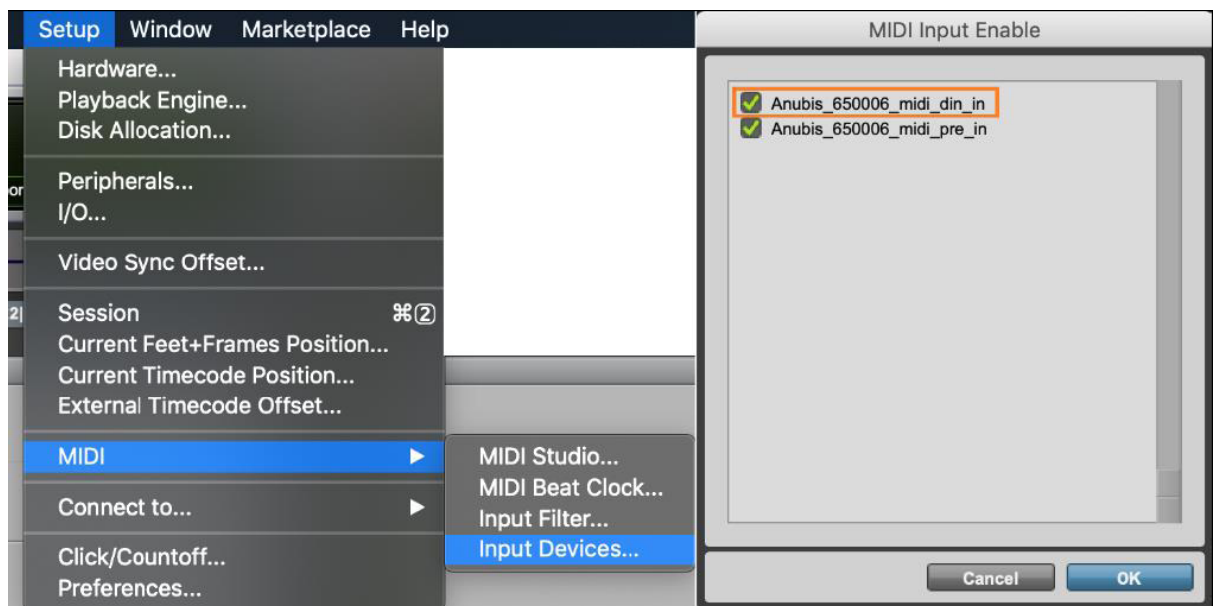 Setup Window Marketplace Help
Hardware...
Playback Engine...
Disk Allocation...
Peripherals...
I/O...
Video Sync Offset...
Session ⌘2
Current Feet+Frames Position...
Current Timecode Position...
External Timecode Offset...
MIDI ▶
Connect to... ▶
Click/Countoff...
Preferences...
MIDI Studio...
MIDI Beat Clock...
Input Filter...
Input Devices...
MIDI Input Enable
Anubis_650006_midi_din_in
Anubis_650006_midi_pre_in
Cancel OK